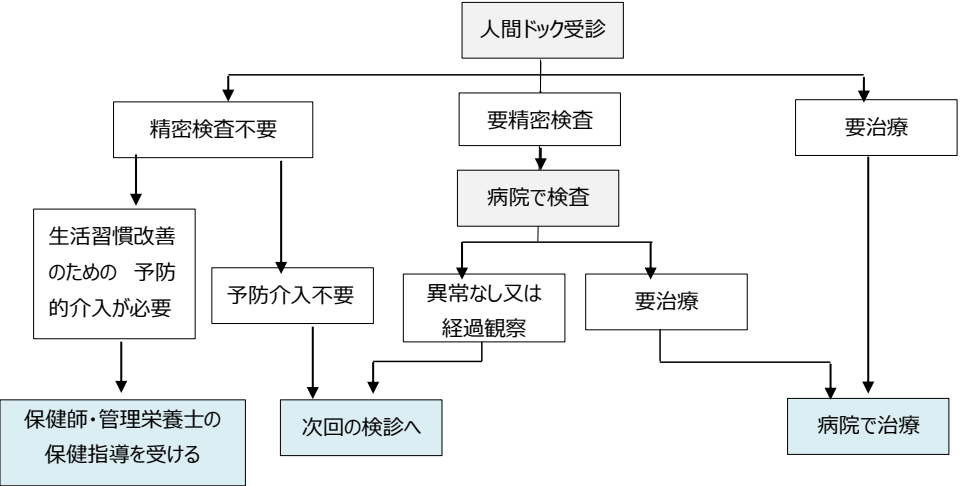 人間ドック受診
精密検査不要
要精密検査
要治療
病院で検査
生活習慣改善
のための　予防
的介入が必要
予防介入不要
異常なし又は
経過観察
要治療
保健師・管理栄養士の
保健指導を受ける
次回の検診へ
病院で治療